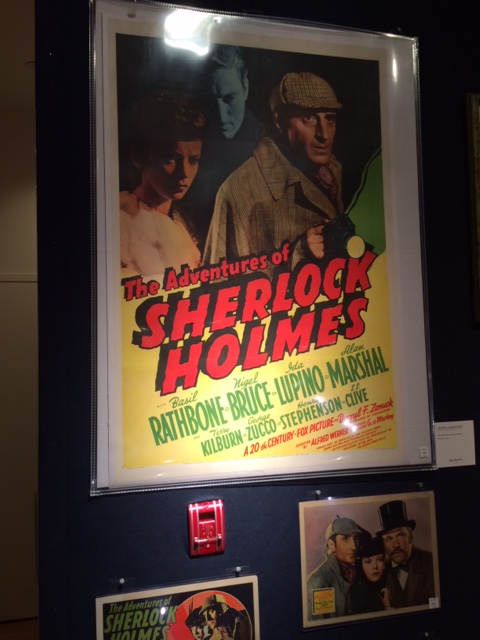 The Adventures of
SHERLOCK
HOLMES
Basil Nigel Ida Alan
RATHBONE BRUCE LUPINO MARSHAL
Terry George Henry E.E.
KILBURN ZUCCO STEPHENSON CLIVE
A 20th CENTURY-FOX PICTURE Darryl F. Zanuck
ALFRED WERKER
The Adventures of
SHERLOCK
HOLMES